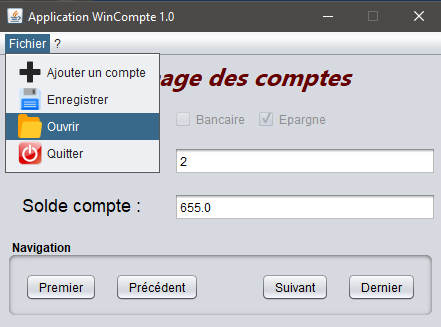 Application WinCompte 1.0
Fichier ?
Ajouter un compte
Enregistrer
Ouvrir
Quitter
des comptes
Bancaire Epargne
2
Solde compte : 655.0
Navigation
Premier Précédent Suivant Dernier